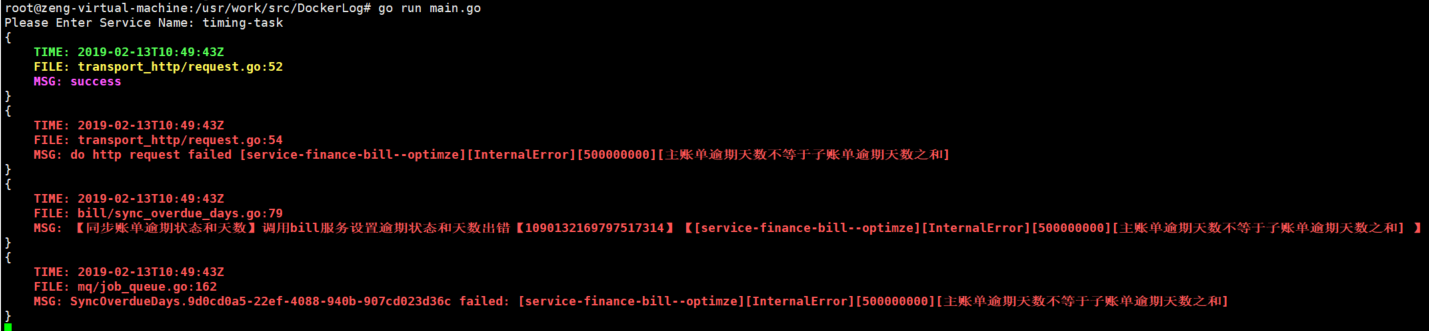 root@zeng-virtual-machine:/usr/work/src/DockerLog# go run main.go
Please Enter Service Name: timing-task
{
TIME: 2019-02-13T10:49:43Z
FILE: transport_http/request.go:52
MSG: success
}
{
TIME: 2019-02-13T10:49:43Z
FILE: transport_http/request.go:54
MSG: do http request failed [service-finance-bill--optimze][InternalError][500000000][主账单逾期天数不等于子账单逾期天数之和]
}
{
TIME: 2019-02-13T10:49:43Z
FILE: bill/sync_overdue_days.go:79
MSG: 【同步账单逾期状态和天数】调用bill服务设置逾期状态和天数出错【1090132169797517314】【[service-finance-bill--optimze][InternalError][500000000][主账单逾期天数不等于子账单逾期天数之和] 】
}
{
TIME: 2019-02-13T10:49:43Z
FILE: mq/job_queue.go:162
MSG: SyncOverdueDays.9d0cd0a5-22ef-4088-940b-907cd023d36c failed: [service-finance-bill--optimze][InternalError][500000000][主账单逾期天数不等于子账单逾期天数之和]
}